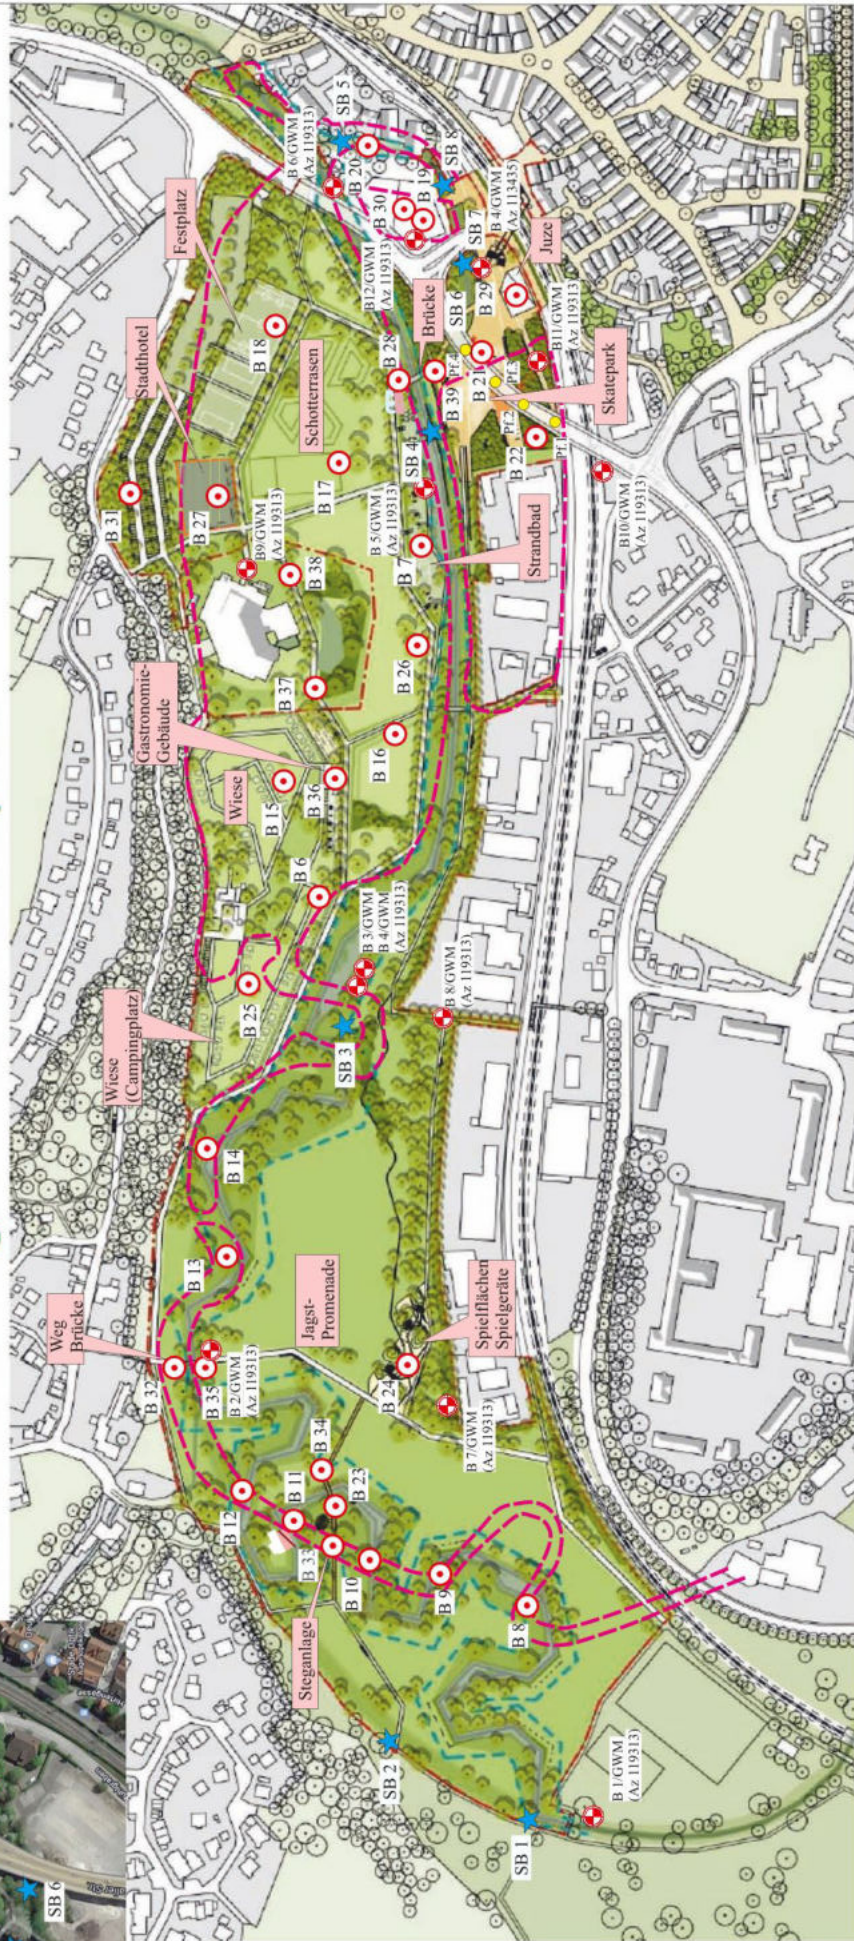 SB 6
aller Str.
Festplatz
Stadthotel
Schotterrasen
Gastronomie-
Gebäude
Wiese
Wiese
(Campingplatz)
Weg
Brücke
Jagst-
Promenade
Spielflächen
Spielgeräte
Steganlage
Strandbad
Skatepark
Brücke
Juze
SB 5
B 6/GWM
(Az 119313)
B 20
B 19
B 30
SB 8
B12/GWM
(Az 119313)
SB 7
B 4/GWM
(Az 113435)
SB 6
B 29
B 28
B 18
B 31
B 27
B 17
B9/GWM
(Az 119313)
B 38
B 37
B 5/GWM
(Az 119313)
B 7
SB 4
B 39
Pf.4
B 21
Pf.3
Pf.2
Pf.1
B11/GWM
(Az 119313)
B 22
B10/GWM
(Az 119313)
B 26
B 16
B 15
B 36
B 6
B 3/GWM
B 4/GWM
(Az 119313)
B 25
SB 3
B 8/GWM
(Az 119313)
B 14
B 13
B 32
B 35
B 2/GWM
(Az 119313)
B 24
B 7/GWM
(Az 119313)
B 34
B 23
B 11
B 12
B 33
B 10
B 9
B 8
SB 2
SB 1
B 1/GWM
(Az 119313)